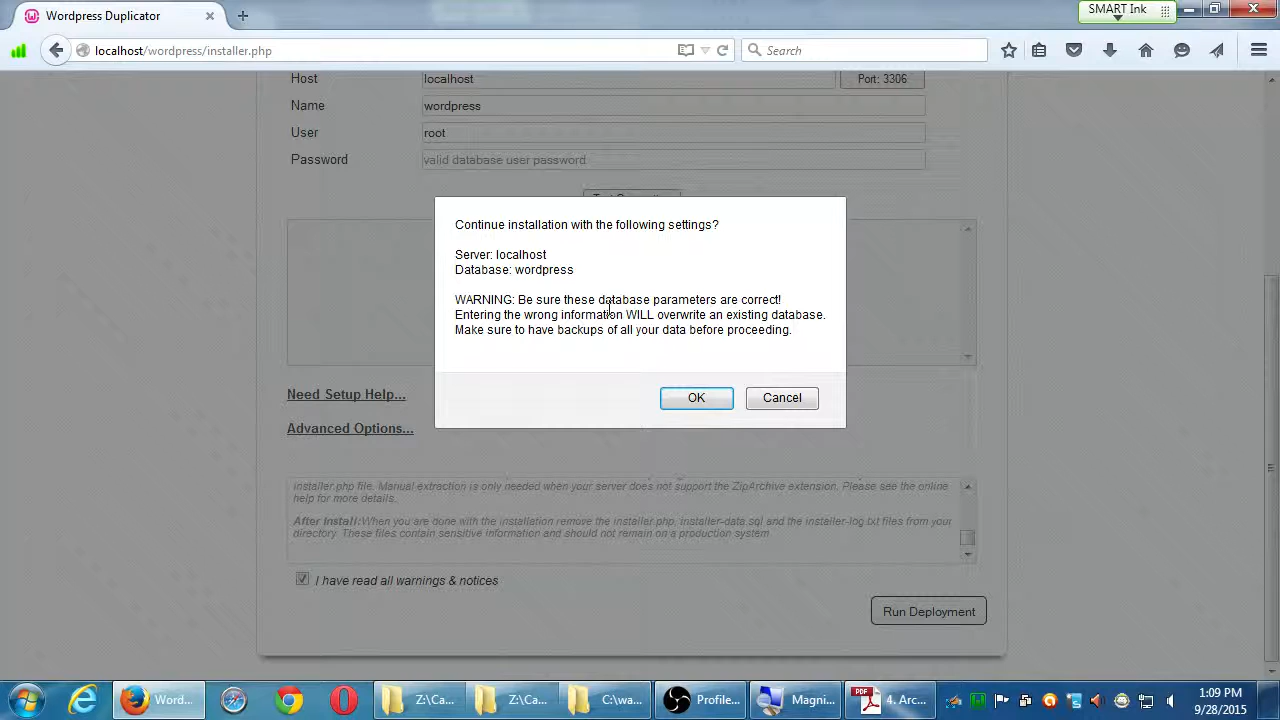 Wordpress Duplicator
SMART Ink
localhost/wordpress/installer.php
Search
Host
localhost
Port: 3306
Name
wordpress
User
root
Password
valid database user password
Continue installation with the following settings?
Server: localhost
Database: wordpress
WARNING: Be sure these database parameters are correct!
Entering the wrong information WILL overwrite an existing database.
Make sure to have backups of all your data before proceeding.
OK
Cancel
Need Setup Help...
Advanced Options...
installer.php file. Manual extraction is only needed when your server does not support the ZipArchive extension. Please see the online
help for more details.
After Install:When you are done with the installation remove the installer.php, installer-data.sql and the installer-log.txt files from your
directory. These files contain sensitive information and should not remain on a production system
I have read all warnings & notices
Run Deployment
Word...
Z:\Ca...
Z:\Ca...
C:\wa...
Profile...
Magni...
PDF
4. Arc...
1:09 PM
9/28/2015